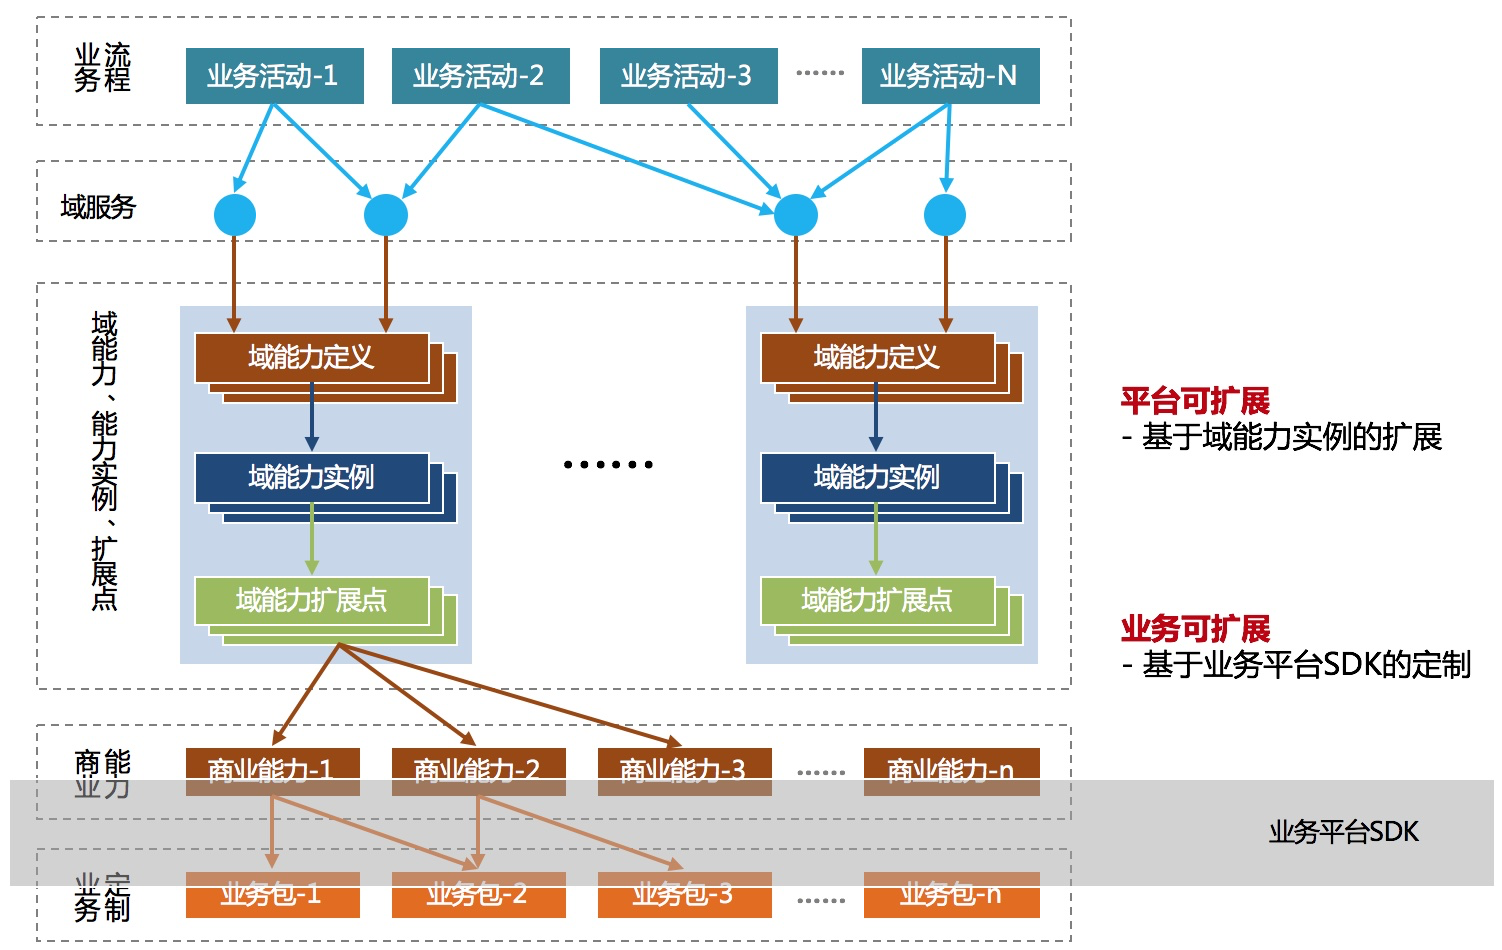 业务流程
业务活动-1
业务活动-2
业务活动-3
······
业务活动-N
域服务
域能力、能力实例、扩展点
域能力定义
域能力定义
域能力实例
······
域能力实例
域能力扩展点
域能力扩展点
平台可扩展
- 基于域能力实例的扩展
业务可扩展
- 基于业务平台SDK的定制
商业能力
商业能力-1
商业能力-2
商业能力-3
······
商业能力-n
业务平台SDK
业务定制
业务包-1
业务包-2
业务包-3
······
业务包-n